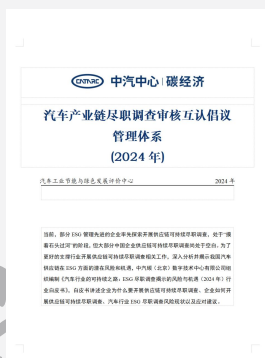 CATARC 中汽中心 | 碳经济
汽车产业链尽职调查审核互认倡议
管理体系
(2024 年)
汽车工业节能与绿色发展评价中心 2024 年
当前，部分 ESG 管理先进的企业率先探索开展供应链可持续尽职调查，处于“摸
着石头过河”的阶段，但大部分中国企业供应链可持续尽职调查尚处于空白，为了
更好的支撑行业开展供应链可持续尽职调查相关工作，深入分析并揭示我国汽车
供应链在 ESG 方面的潜在风险和机遇，中汽碳（北京）数字技术中心有限公司组
织编制《汽车行业的可持续之路：ESG 尽职调查揭示的风险与机遇（2024 年）行
业白皮书》。白皮书讲述企业为什么要开展供应链可持续尽职调查、企业如何开
展供应链可持续尽职调查、汽车行业 ESG 尽职调查风险现状以及应对建议。